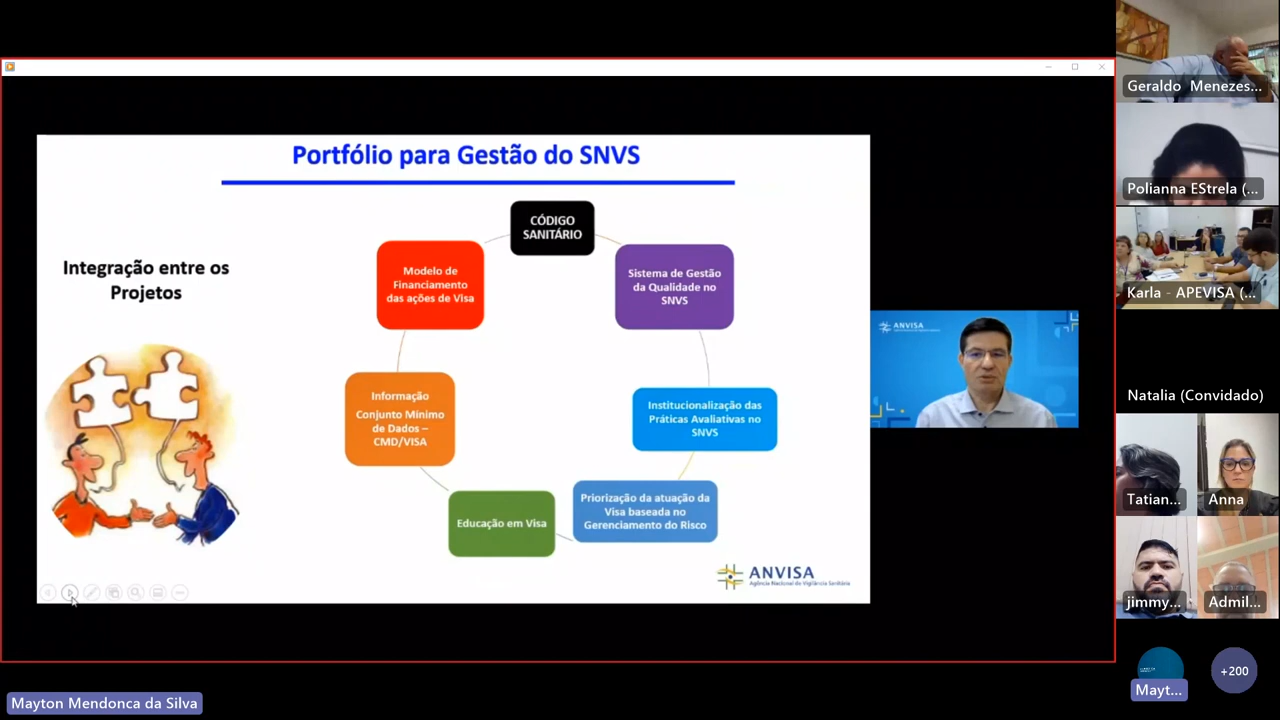 Portfólio para Gestão do SNVS
Integração entre os
Projetos
CÓDIGO
SANITÁRIO
Modelo de
Financiamento
das ações de Visa
Sistema de Gestão
da Qualidade no
SNVS
Informação
Conjunto Mínimo
de Dados –
CMD/VISA
Institucionalização das
Práticas Avaliativas no
SNVS
Educação em Visa
Priorização da atuação da
Visa baseada no
Gerenciamento do Risco
ANVISA
Agência Nacional de Vigilância Sanitária
ANVISA
Geraldo Menezes...
Polianna EStrela (...
Karla - APEVISA (...
Natalia (Convidado)
Tatian...
Anna
jimmy...
Admil...
Mayt...
+200
Mayton Mendonca da Silva